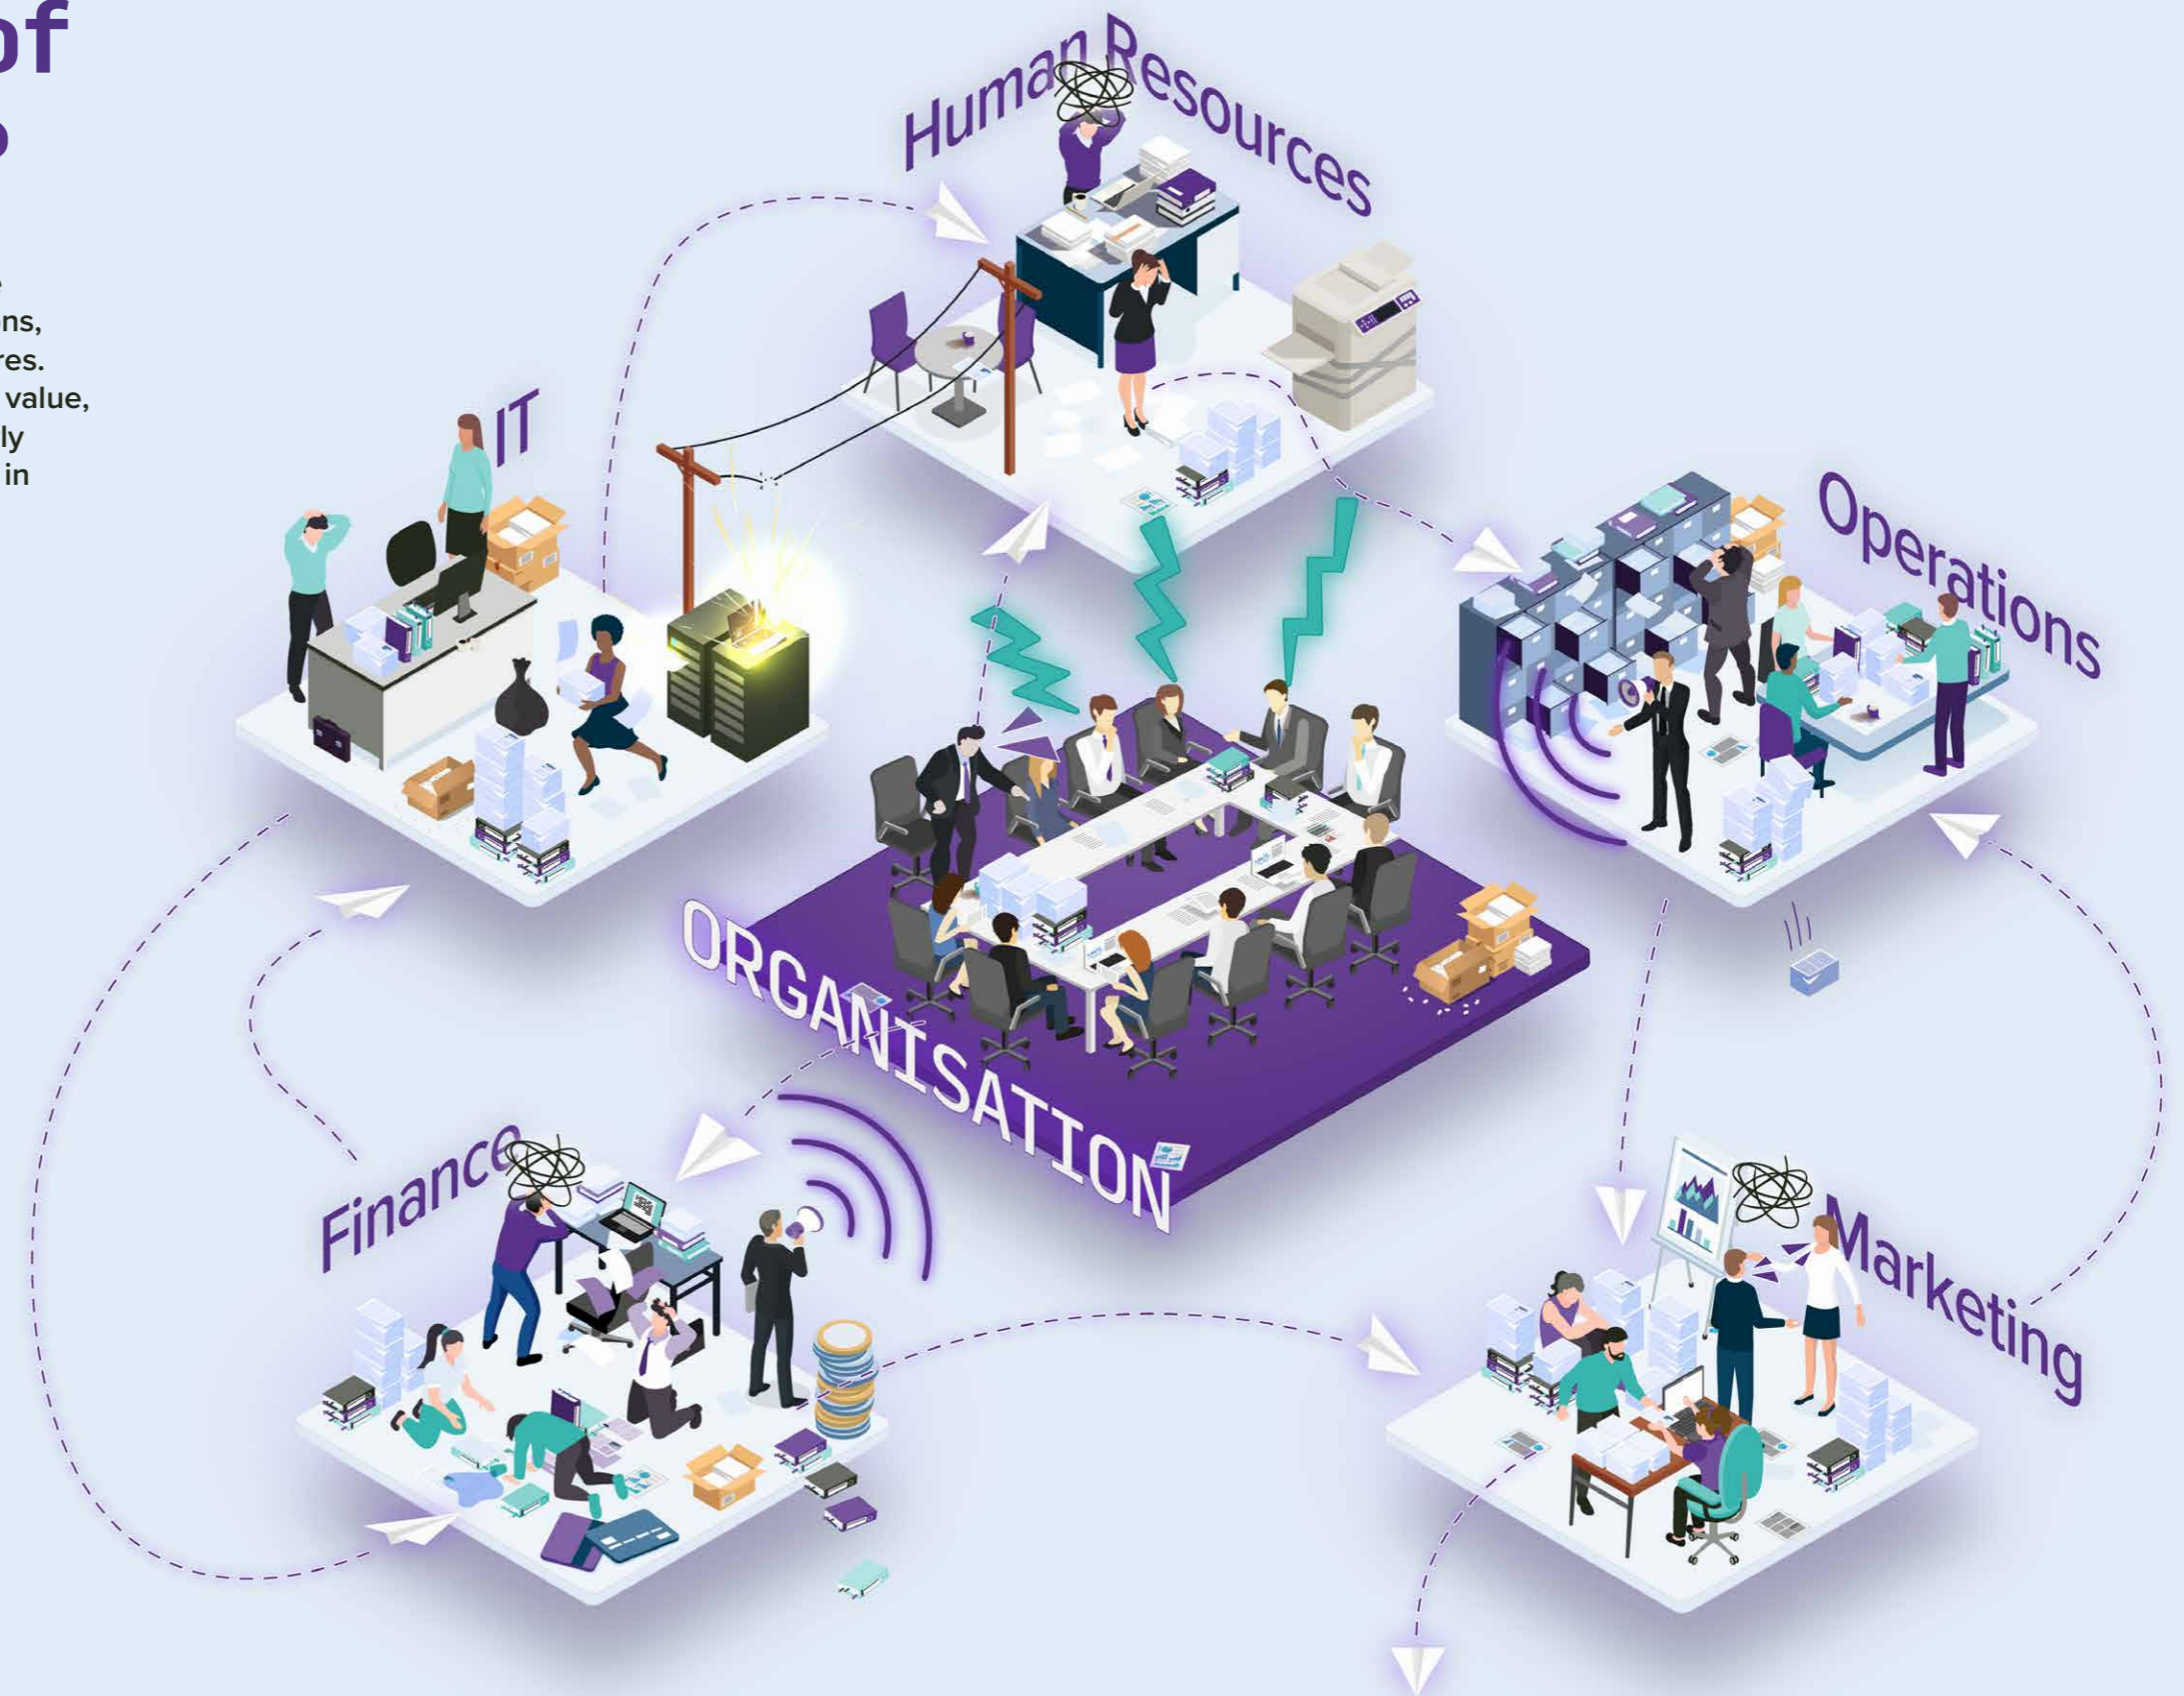 of
ns,
res.
value,
ly
in
Human Resources
IT
Operations
ORGANISATION
Finance
Marketing